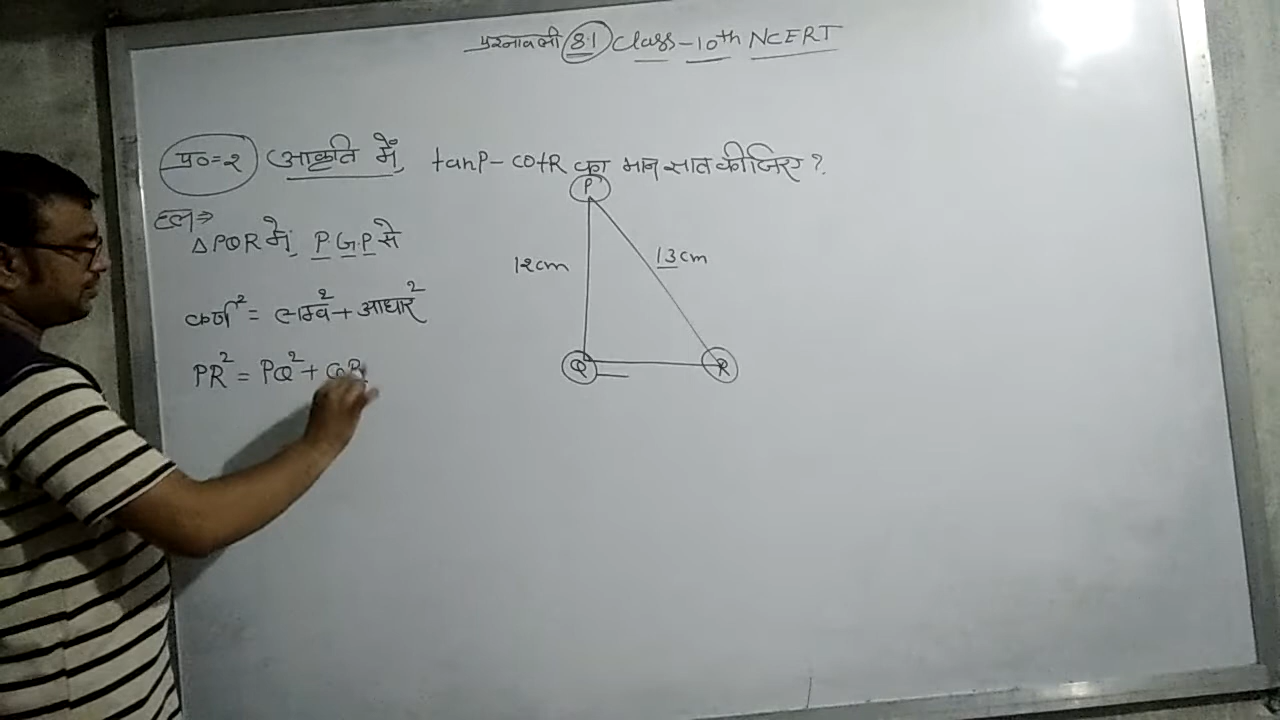 प्रश्नावली 8.1 Class-10th NCERT
प्र०=२ आकृति में, tanP-cotR का मान ज्ञात कीजिए?
P
हल⇒
△PQR में, P.G.P से
12cm
13cm
कर्ण² = लम्ब² + आधार²
PR² = PQ² + QR
Q
R